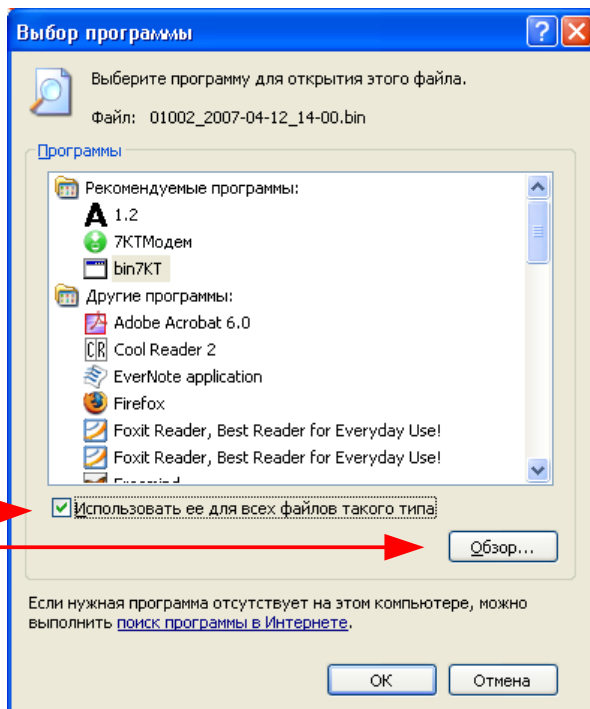 Выбор программы
Выберите программу для открытия этого файла.
Файл: 01002_2007-04-12_14-00.bin
Программы
Рекомендуемые программы:
A 1.2
7КТМодем
bin7KT
Другие программы:
Adobe Acrobat 6.0
CR Cool Reader 2
EverNote application
Firefox
Foxit Reader, Best Reader for Everyday Use!
Foxit Reader, Best Reader for Everyday Use!
Использовать ее для всех файлов такого типа
Обзор...
Если нужная программа отсутствует на этом компьютере, можно
выполнить поиск программы в Интернете.
ОК
Отмена